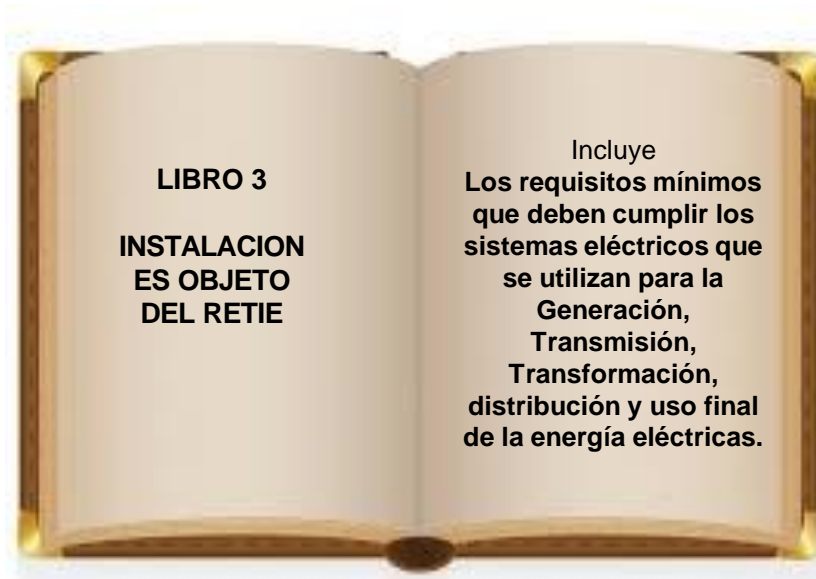 LIBRO 3
INSTALACION
ES OBJETO
DEL RETIE
Incluye
Los requisitos mínimos
que deben cumplir los
sistemas eléctricos que
se utilizan para la
Generación,
Transmisión,
Transformación,
distribución y uso final
de la energía eléctricas.